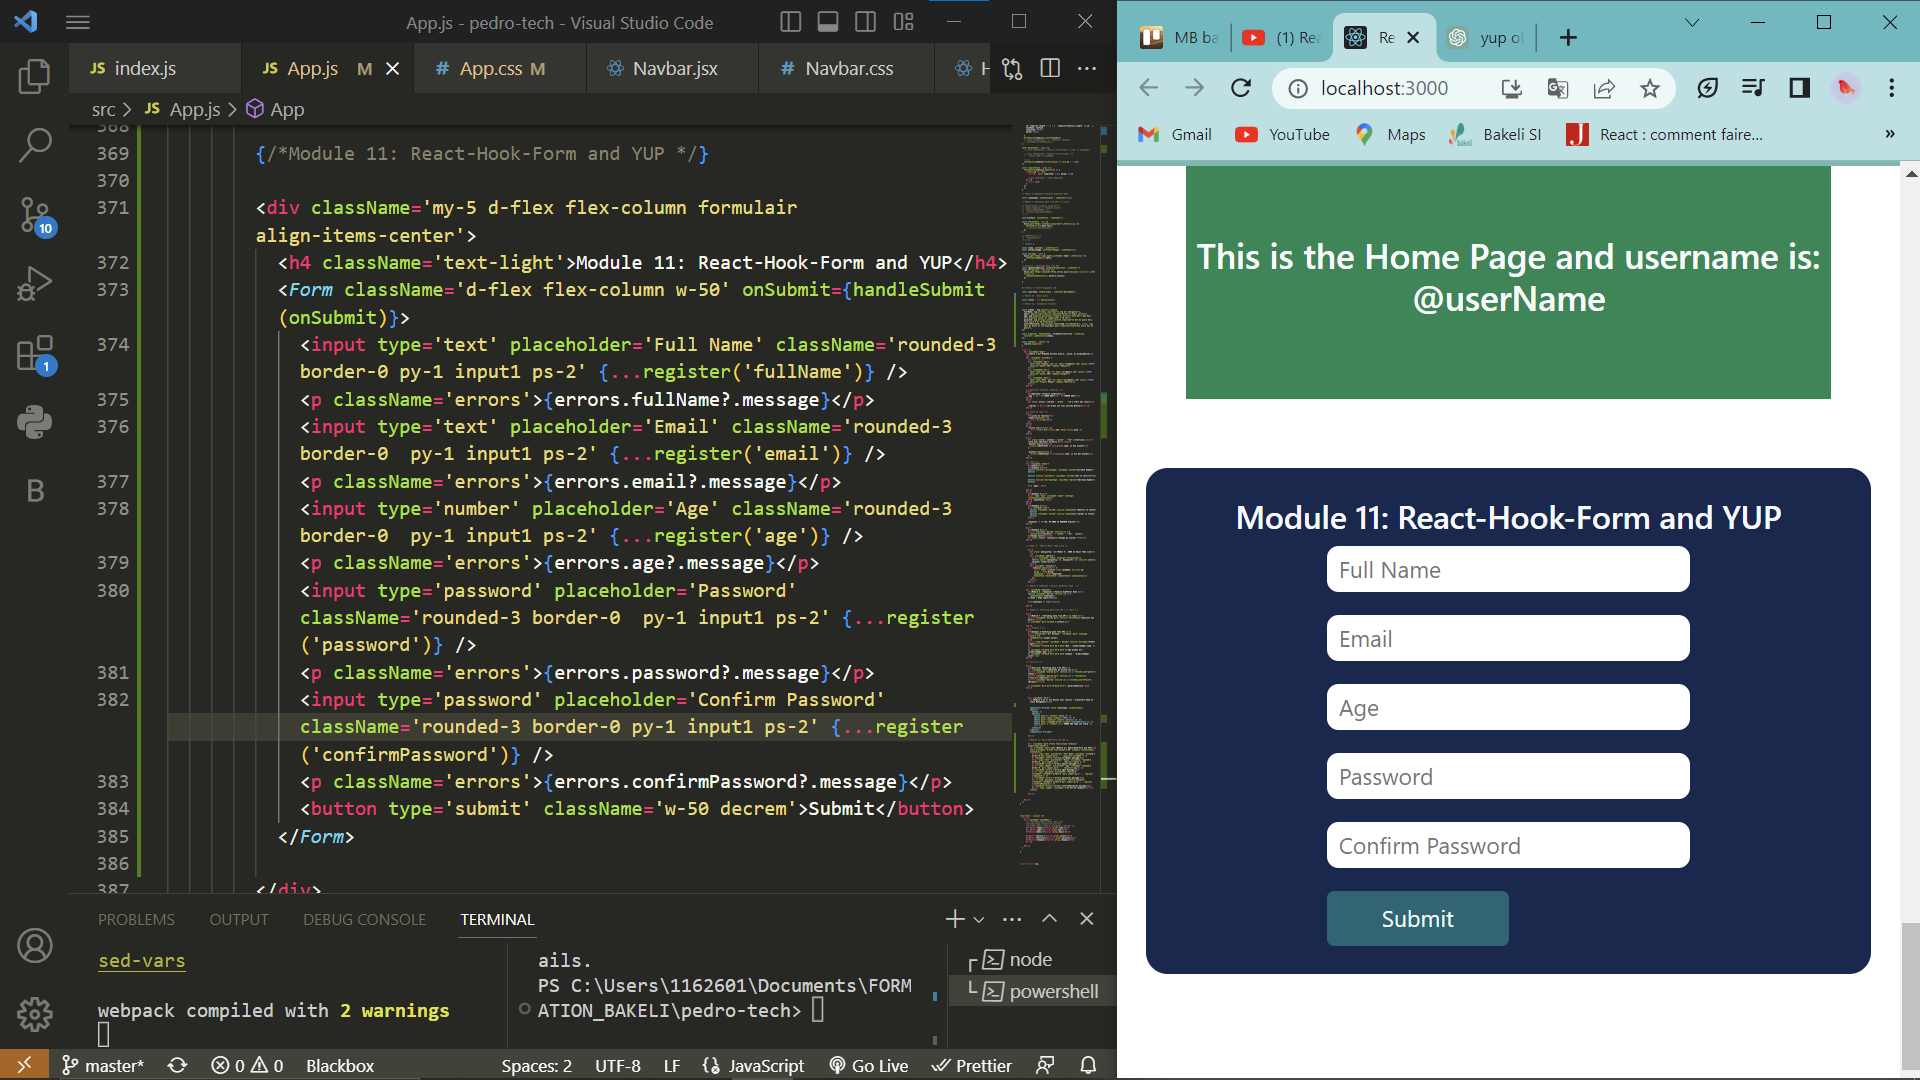 App.js - pedro-tech - Visual Studio Code
JS index.js
JS App.js M
# App.css M
Navbar.jsx
# Navbar.css
H
src > JS App.js > App
368
369 {/*Module 11: React-Hook-Form and YUP */}
370
371 <div className='my-5 d-flex flex-column formulair
align-items-center'>
372 <h4 className='text-light'>Module 11: React-Hook-Form and YUP</h4>
373 <Form className='d-flex flex-column w-50' onSubmit={handleSubmit
(onSubmit)}>
374 <input type='text' placeholder='Full Name' className='rounded-3
border-0 py-1 input1 ps-2' {...register('fullName')} />
375 <p className='errors'>{errors.fullName?.message}</p>
376 <input type='text' placeholder='Email' className='rounded-3
border-0  py-1 input1 ps-2' {...register('email')} />
377 <p className='errors'>{errors.email?.message}</p>
378 <input type='number' placeholder='Age' className='rounded-3
border-0  py-1 input1 ps-2' {...register('age')} />
379 <p className='errors'>{errors.age?.message}</p>
380 <input type='password' placeholder='Password'
className='rounded-3 border-0  py-1 input1 ps-2' {...register
('password')} />
381 <p className='errors'>{errors.password?.message}</p>
382 <input type='password' placeholder='Confirm Password'
className='rounded-3 border-0 py-1 input1 ps-2' {...register
('confirmPassword')} />
383 <p className='errors'>{errors.confirmPassword?.message}</p>
384 <button type='submit' className='w-50 decrem'>Submit</button>
385 </Form>
386
387 </div>
10
1
B
PROBLEMS OUTPUT DEBUG CONSOLE TERMINAL
sed-vars
webpack compiled with 2 warnings
ails.
PS C:\Users\1162601\Documents\FORM
ATION_BAKELI\pedro-tech>
node
powershell
master* 0 0 Blackbox Spaces: 2 UTF-8 LF JavaScript Go Live Prettier
MB ba
(1) Rea
Re
yup ob
localhost:3000
Gmail YouTube Maps Bakeli SI React : comment faire... »
This is the Home Page and username is:
@userName
Module 11: React-Hook-Form and YUP
Full Name
Email
Age
Password
Confirm Password
Submit